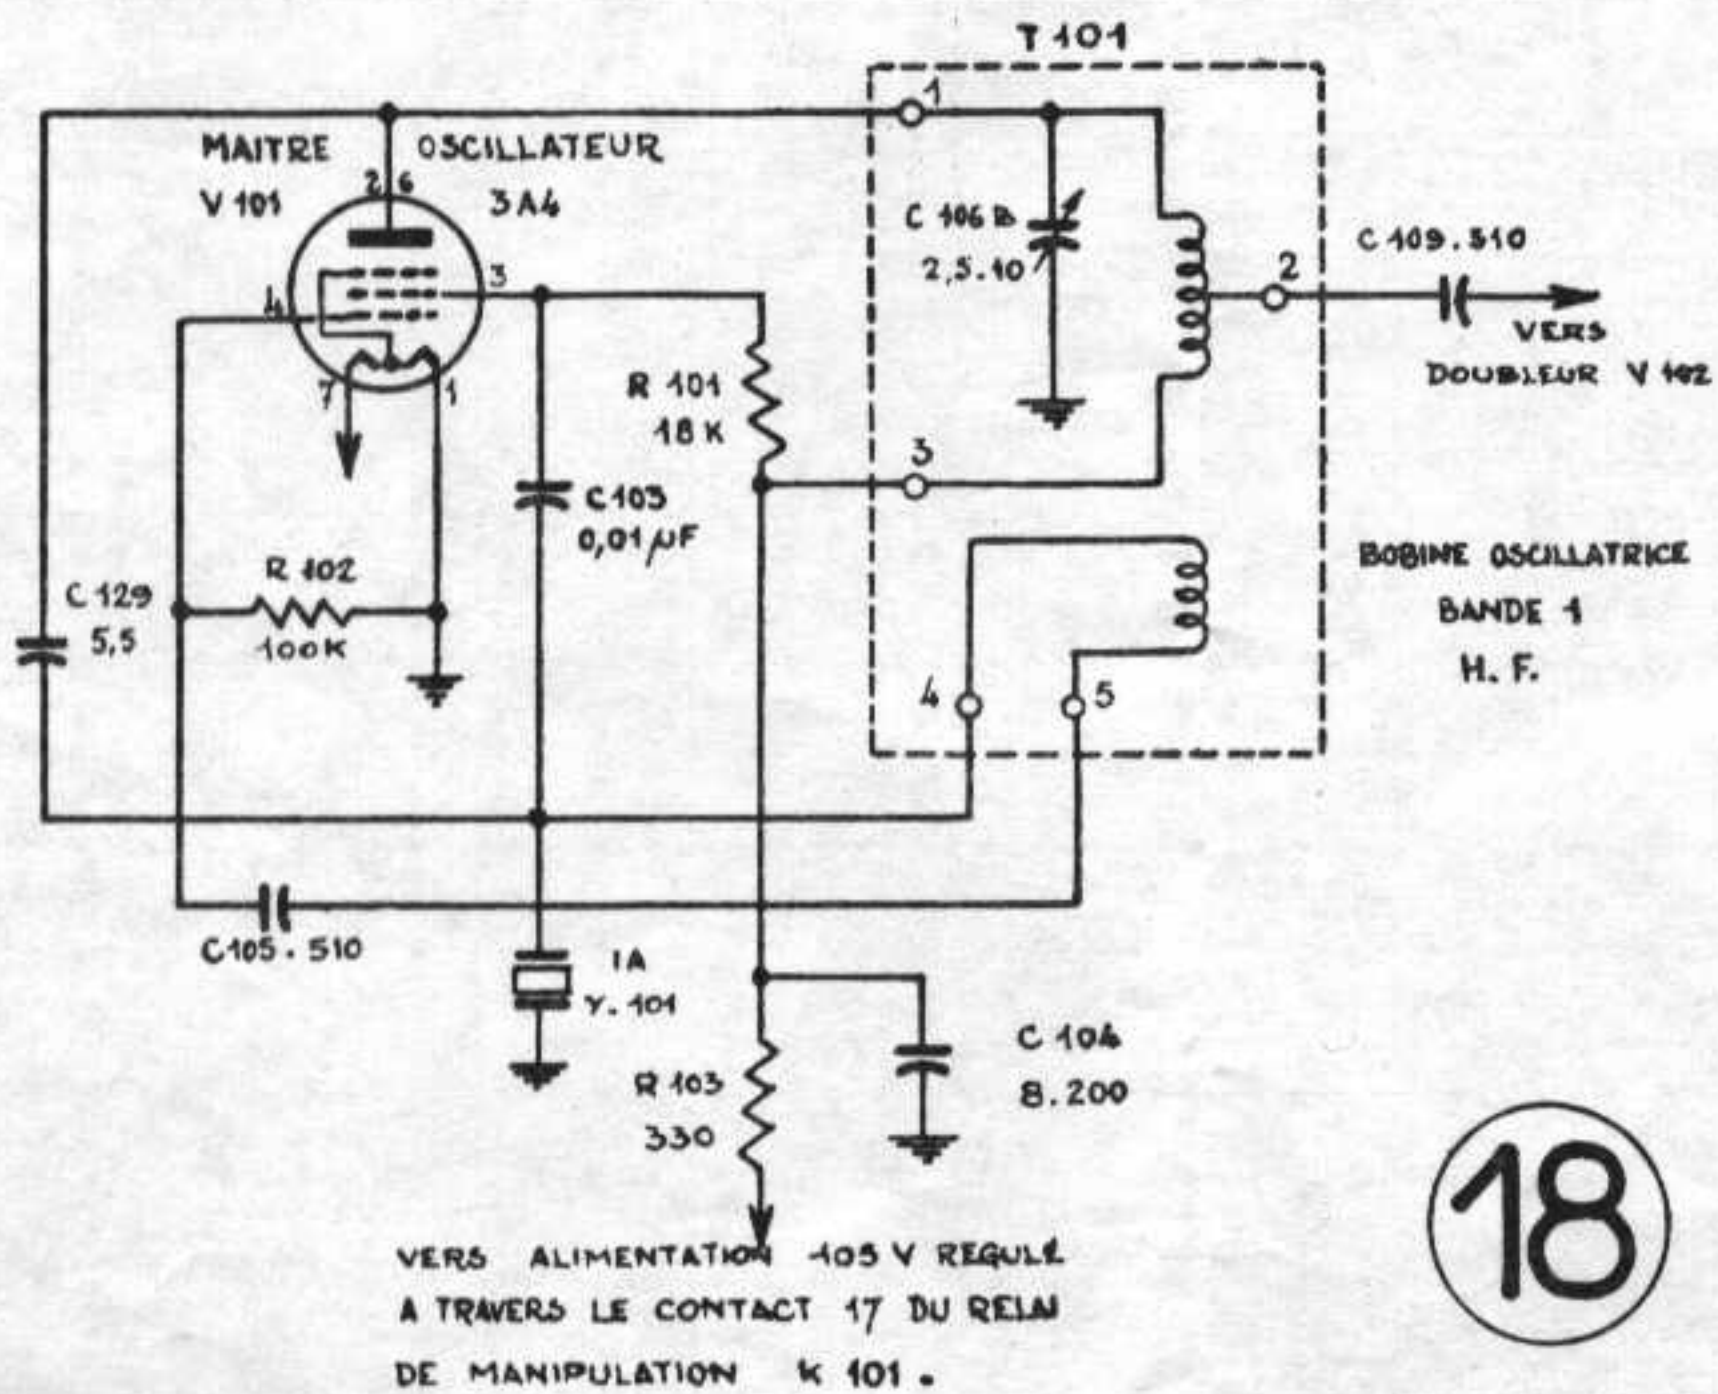 T 101
1
MAITRE OSCILLATEUR
V 101
2 6
3A4
C 106 B
2,5.10
C 109.510
2
3
4
VERS
DOUBLEUR V 102
7
1
R 101
18 K
3
C 103
0,01 µF
R 102
100K
C 129
5,5
BOBINE OSCILLATRICE
BANDE 1
H. F.
4
5
C 105. 510
1A
Y. 101
C 104
8.200
R 103
330
18
VERS ALIMENTATION 105 V REGULÉ
A TRAVERS LE CONTACT 17 DU RELAI
DE MANIPULATION K 101.